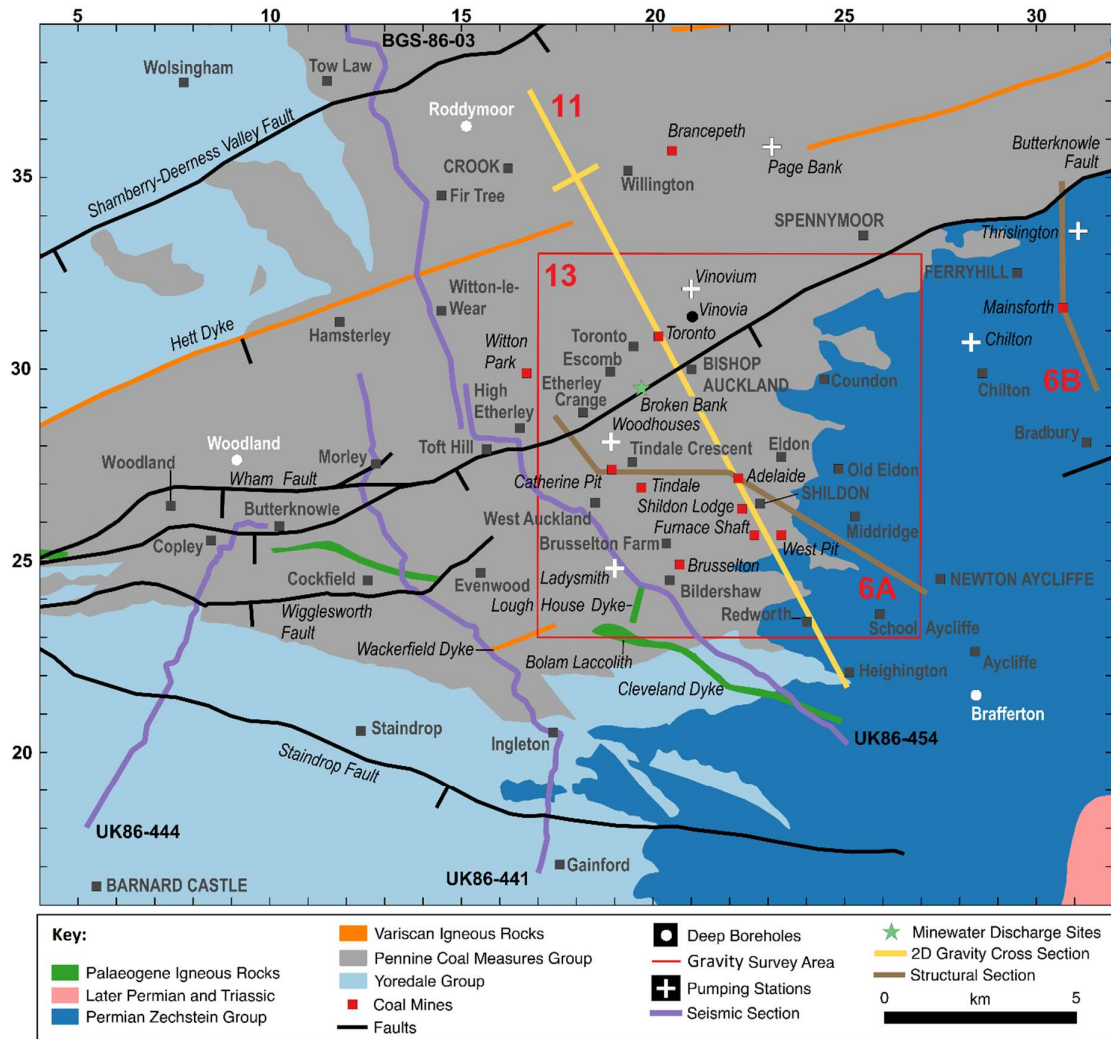 5
10
15
20
25
30
BGS-86-03
Wolsingham
Tow Law
Roddymoor
11
Brancepeth
Page Bank
Butterknowle
Fault
Sharnberry-Deerness Valley Fault
35
CROOK
Willington
Fir Tree
SPENNYMOOR
Thrislington
FERRYHILL
13
Vinovium
Witton-le-
Wear
Vinovia
Mainsforth
Hett Dyke
Hamsterley
Toronto
Toronto
Chilton
30
Witton
Park
Escomb
BISHOP
AUCKLAND
Coundon
Chilton
6B
High
Etherley
Etherley
Crange
Broken Bank
Woodhouses
Bradbury
Woodland
Toft Hill
Tindale Crescent
Eldon
Woodland
Morley
Wham Fault
Catherine Pit
Tindale
Adelaide
Old Eldon
Butterknowle
West Auckland
Shildon Lodge
SHILDON
Middridge
Furnace Shaft
25
Copley
Brusselton Farm
West Pit
Cockfield
Evenwood
Ladysmith
Brusselton
6A
NEWTON AYCLIFFE
Lough House Dyke
Bildershaw
Wigglesworth
Fault
Redworth
School Aycliffe
Wackerfield Dyke
Bolam Laccolith
Heighington
Aycliffe
Cleveland Dyke
Brafferton
Staindrop
Ingleton
UK86-454
20
Staindrop Fault
UK86-444
Gainford
UK86-441
BARNARD CASTLE
Key:
Palaeogene Igneous Rocks
Later Permian and Triassic
Permian Zechstein Group
Variscan Igneous Rocks
Pennine Coal Measures Group
Yoredale Group
Coal Mines
Faults
Deep Boreholes
Gravity Survey Area
Pumping Stations
Seismic Section
Minewater Discharge Sites
2D Gravity Cross Section
Structural Section
0
km
5